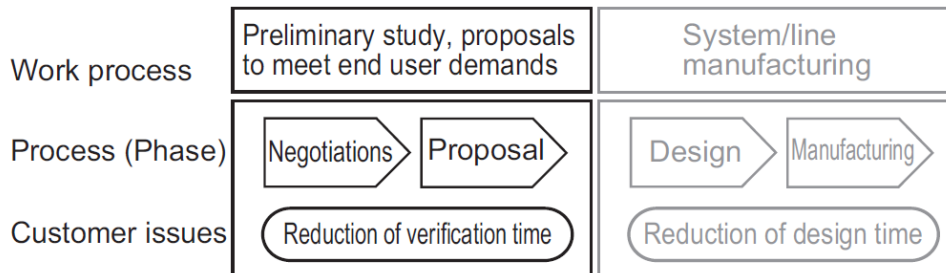 Work process
Preliminary study, proposals
to meet end user demands
System/line
manufacturing
Process (Phase)
Negotiations
Proposal
Design
Manufacturing
Customer issues
Reduction of verification time
Reduction of design time